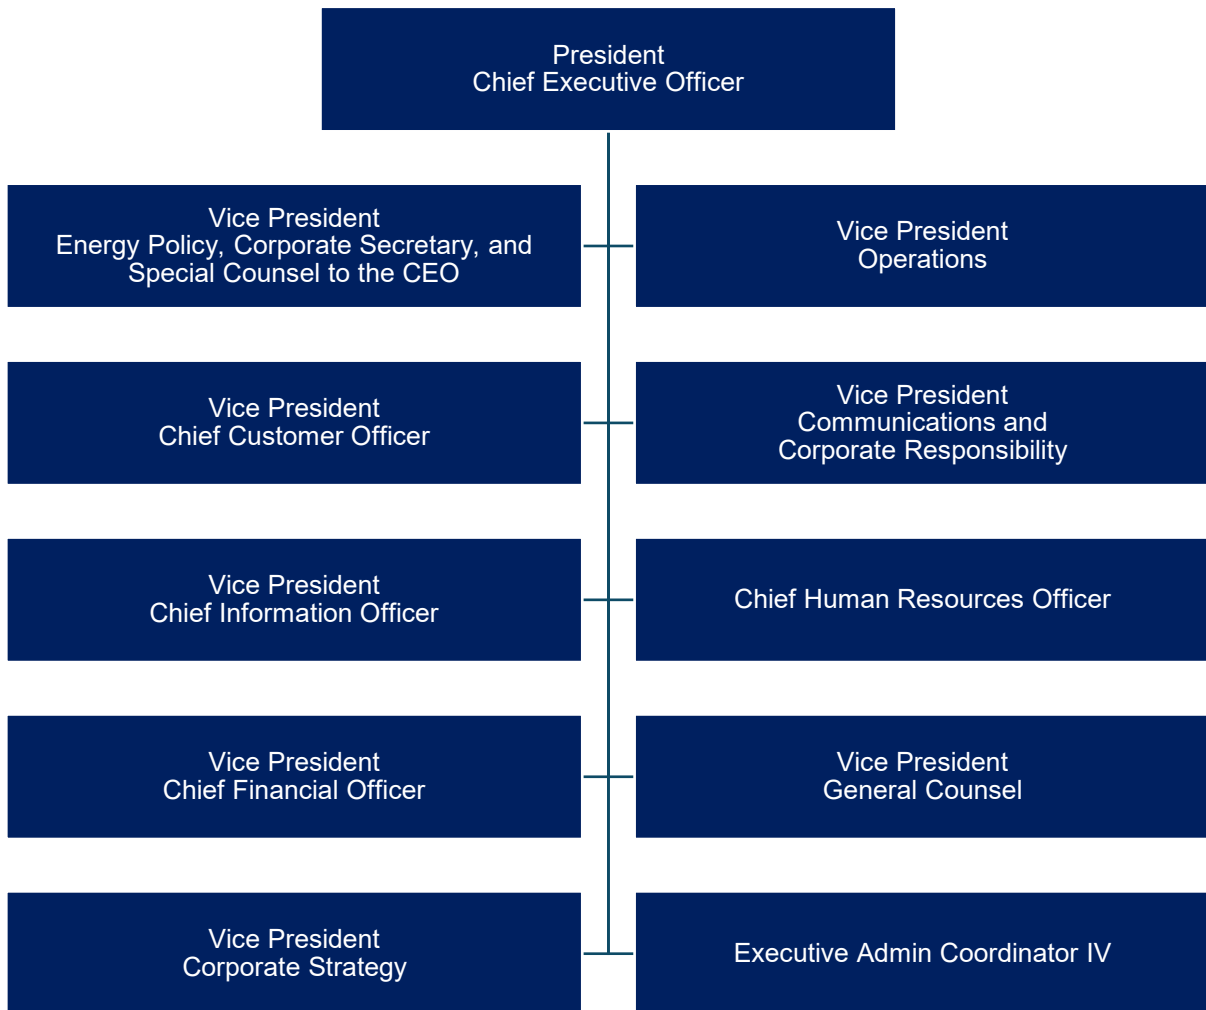 President
Chief Executive Officer
Vice President
Energy Policy, Corporate Secretary, and
Special Counsel to the CEO
Vice President
Operations
Vice President
Chief Customer Officer
Vice President
Communications and
Corporate Responsibility
Vice President
Chief Information Officer
Chief Human Resources Officer
Vice President
Chief Financial Officer
Vice President
General Counsel
Vice President
Corporate Strategy
Executive Admin Coordinator IV